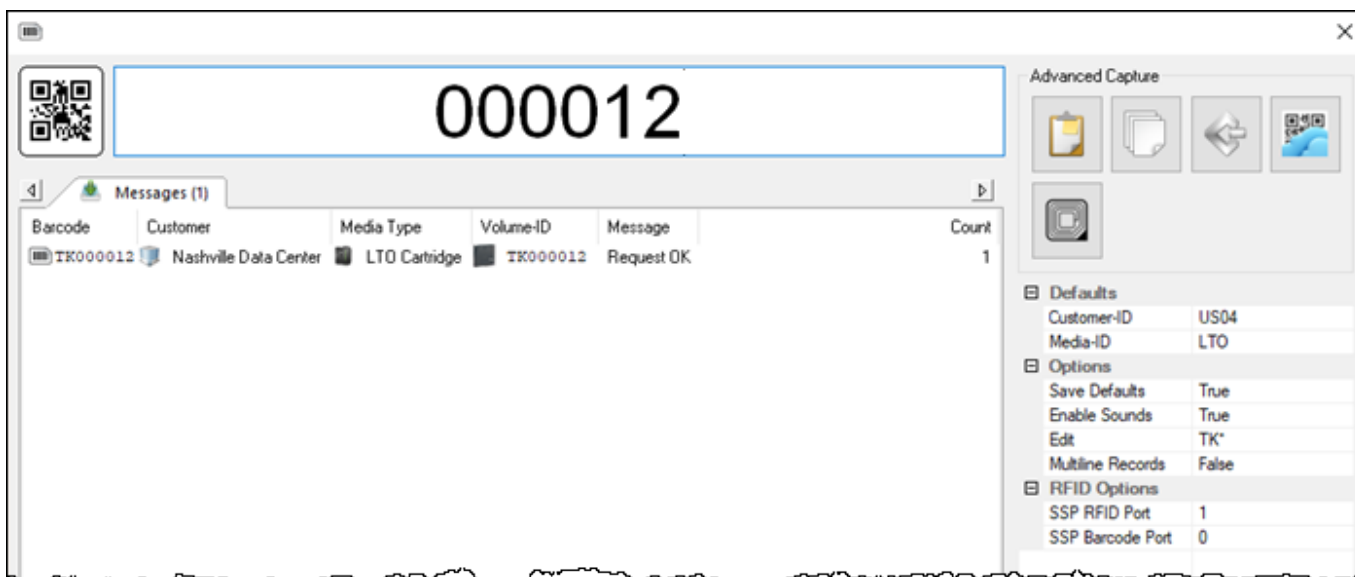 000012
Messages (1)
Barcode Customer Media Type Volume-ID Message Count
TK000012 Nashville Data Center LTO Cartridge TK000012 Request OK 1
Advanced Capture
Defaults
Customer-ID US04
Media-ID LTO
Options
Save Defaults True
Enable Sounds True
Edit TK*
Multiline Records False
RFID Options
SSP RFID Port 1
SSP Barcode Port 0